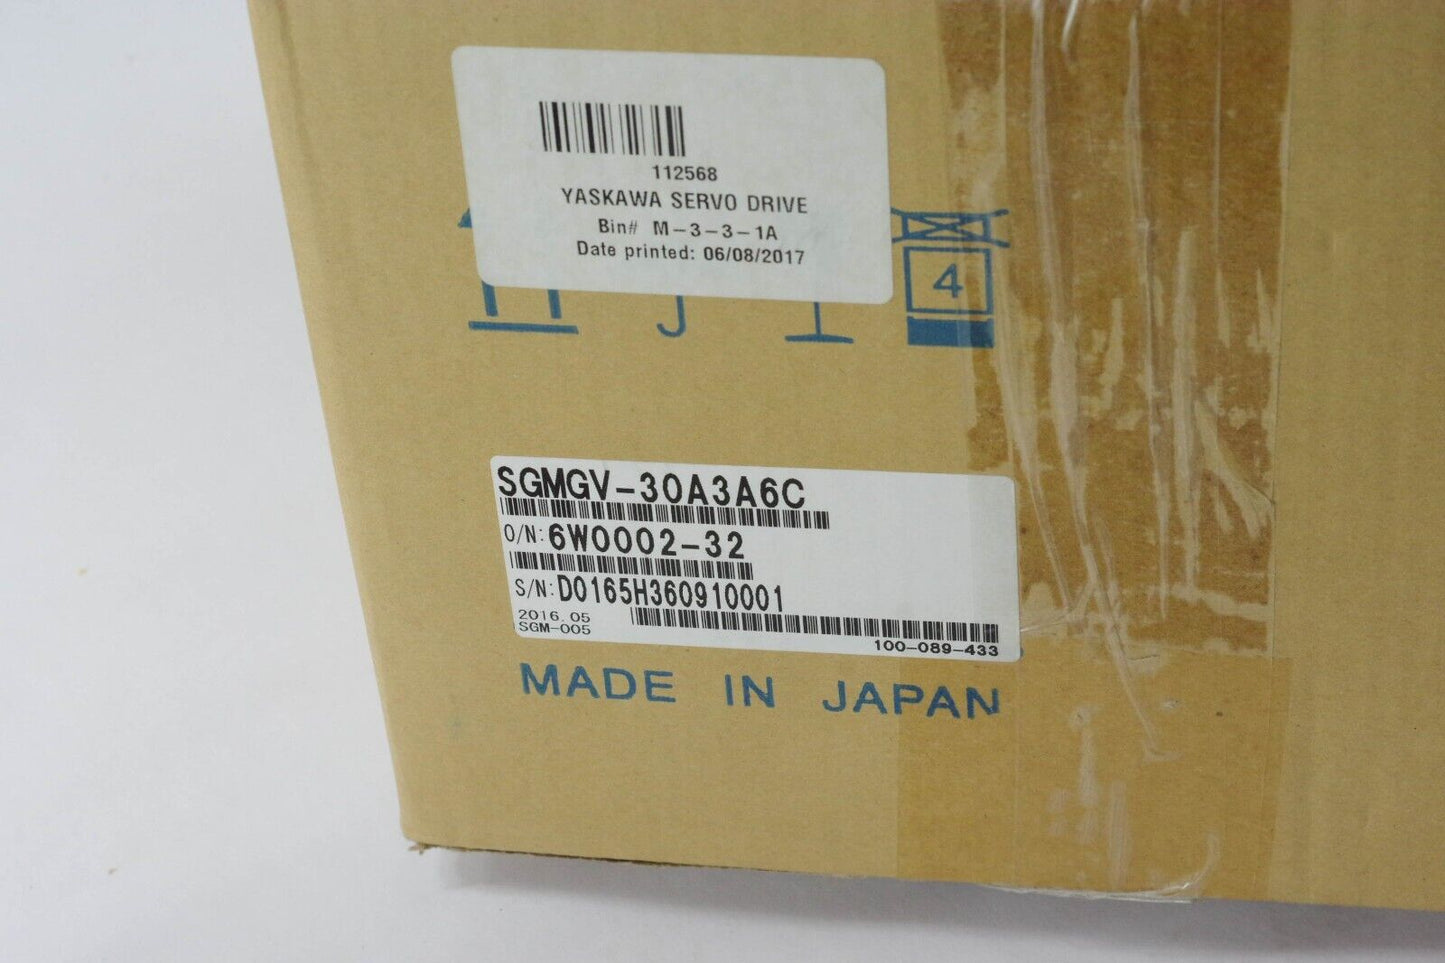 112568
YASKAWA SERVO DRIVE
Bin# M-3-3-1A
Date printed: 06/08/2017
4
SGMGV-30A3A6C
O/N: 6W0002-32
S/N: D0165H360910001
2016.05
SGM-005
100-089-433
MADE IN JAPAN